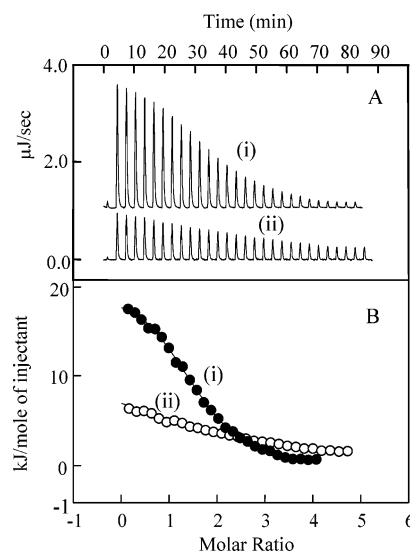 Time (min)
0 10 20 30 40 50 60 70 80 90
4.0
A
µJ/sec
(i)
2.0
(ii)
0.0
20
B
kJ/mole of injectant
(i)
10
(ii)
0
-1
-1 0 1 2 3 4 5 6
Molar Ratio